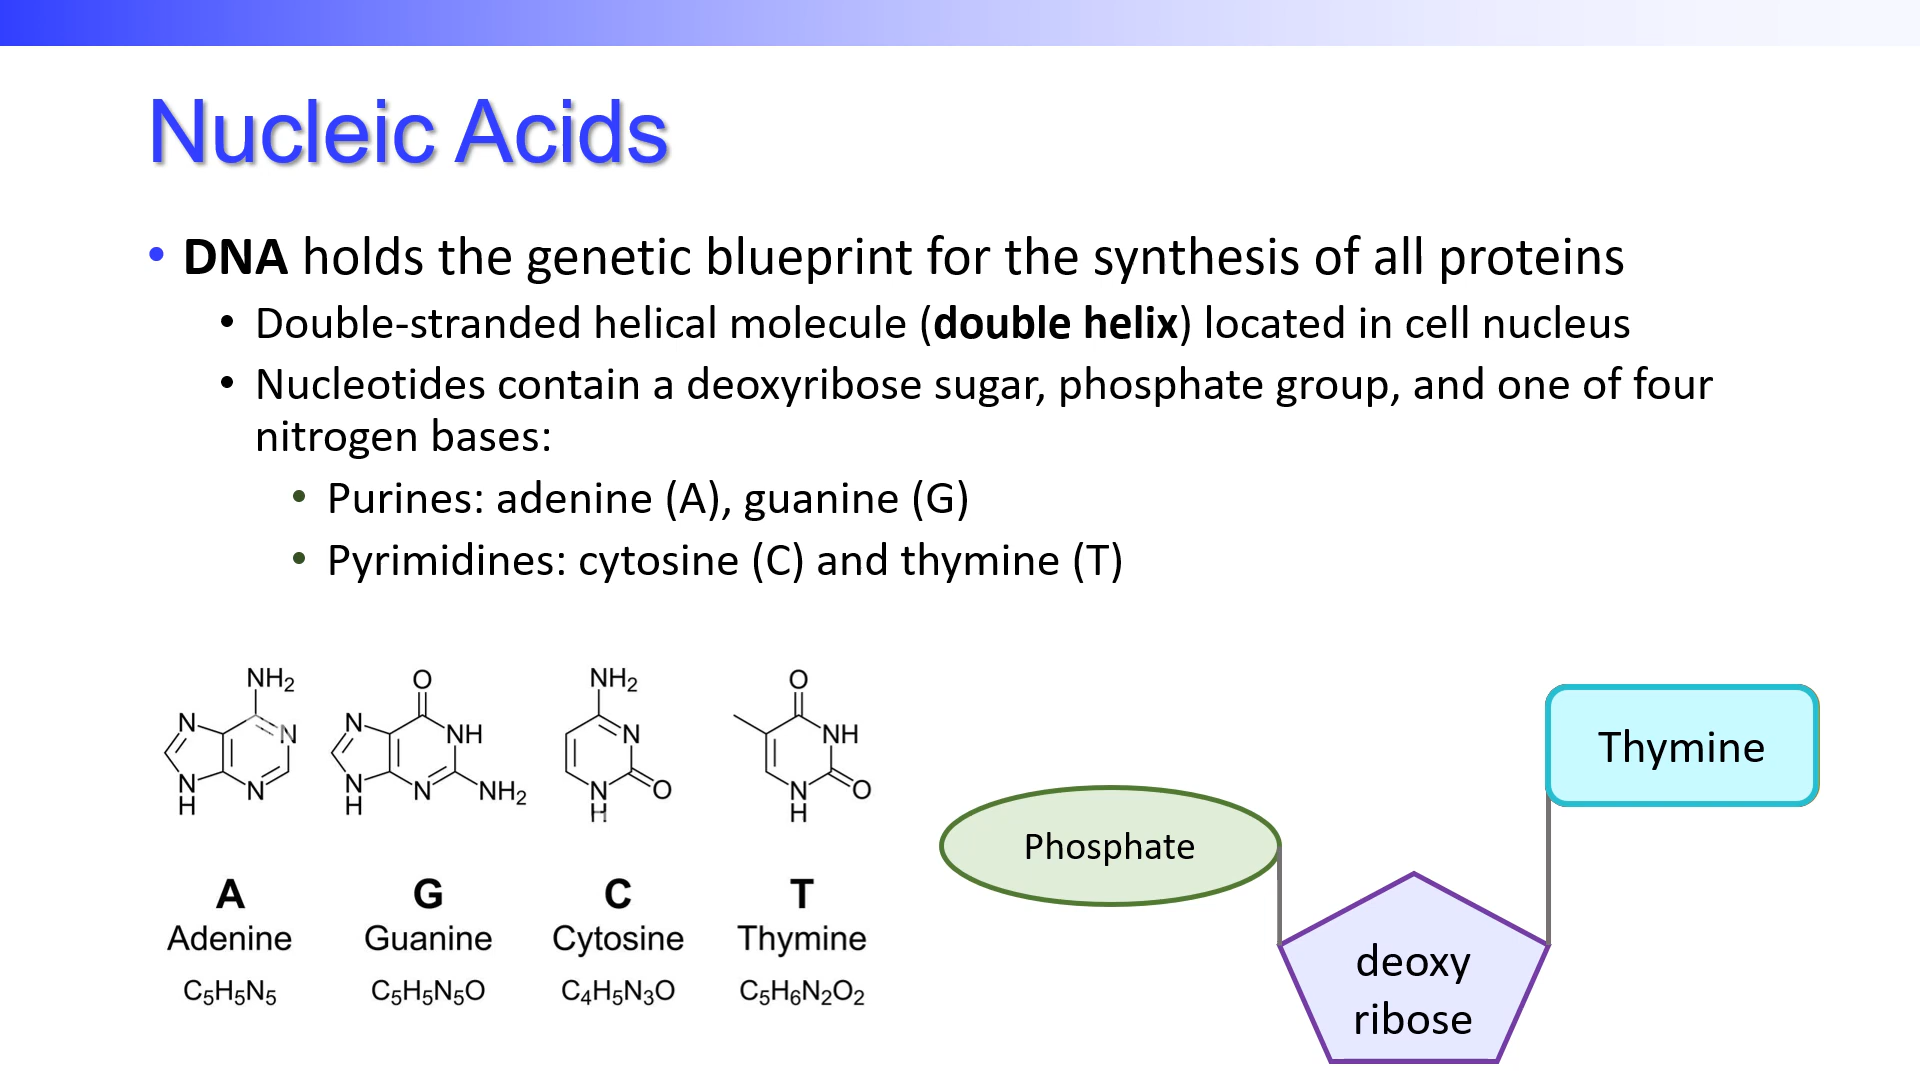 Nucleic Acids
• DNA holds the genetic blueprint for the synthesis of all proteins
• Double-stranded helical molecule (double helix) located in cell nucleus
• Nucleotides contain a deoxyribose sugar, phosphate group, and one of four
nitrogen bases:
• Purines: adenine (A), guanine (G)
• Pyrimidines: cytosine (C) and thymine (T)
NH₂
N
N
N
H
N
O
N
NH
N
H
N
NH₂
NH₂
N
N
H
O
O
NH
N
H
O
A G C T
Adenine Guanine Cytosine Thymine
C₅H₅N₅ C₅H₅N₅O C₄H₅N₃O C₅H₆N₂O₂
Phosphate
deoxy
ribose
Thymine